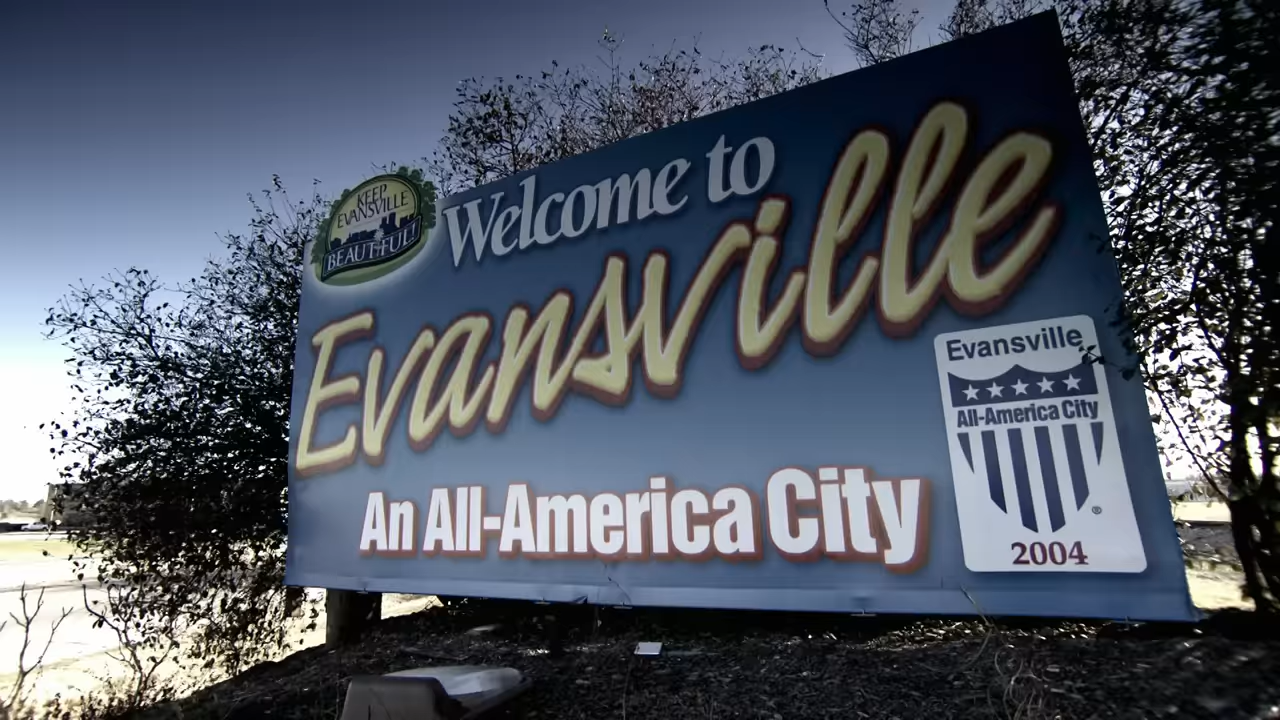 KEEP
EVANSVILLE
BEAUTIFUL!
Welcome to
Evansville
An All-America City
Evansville
All-America City
®
2004